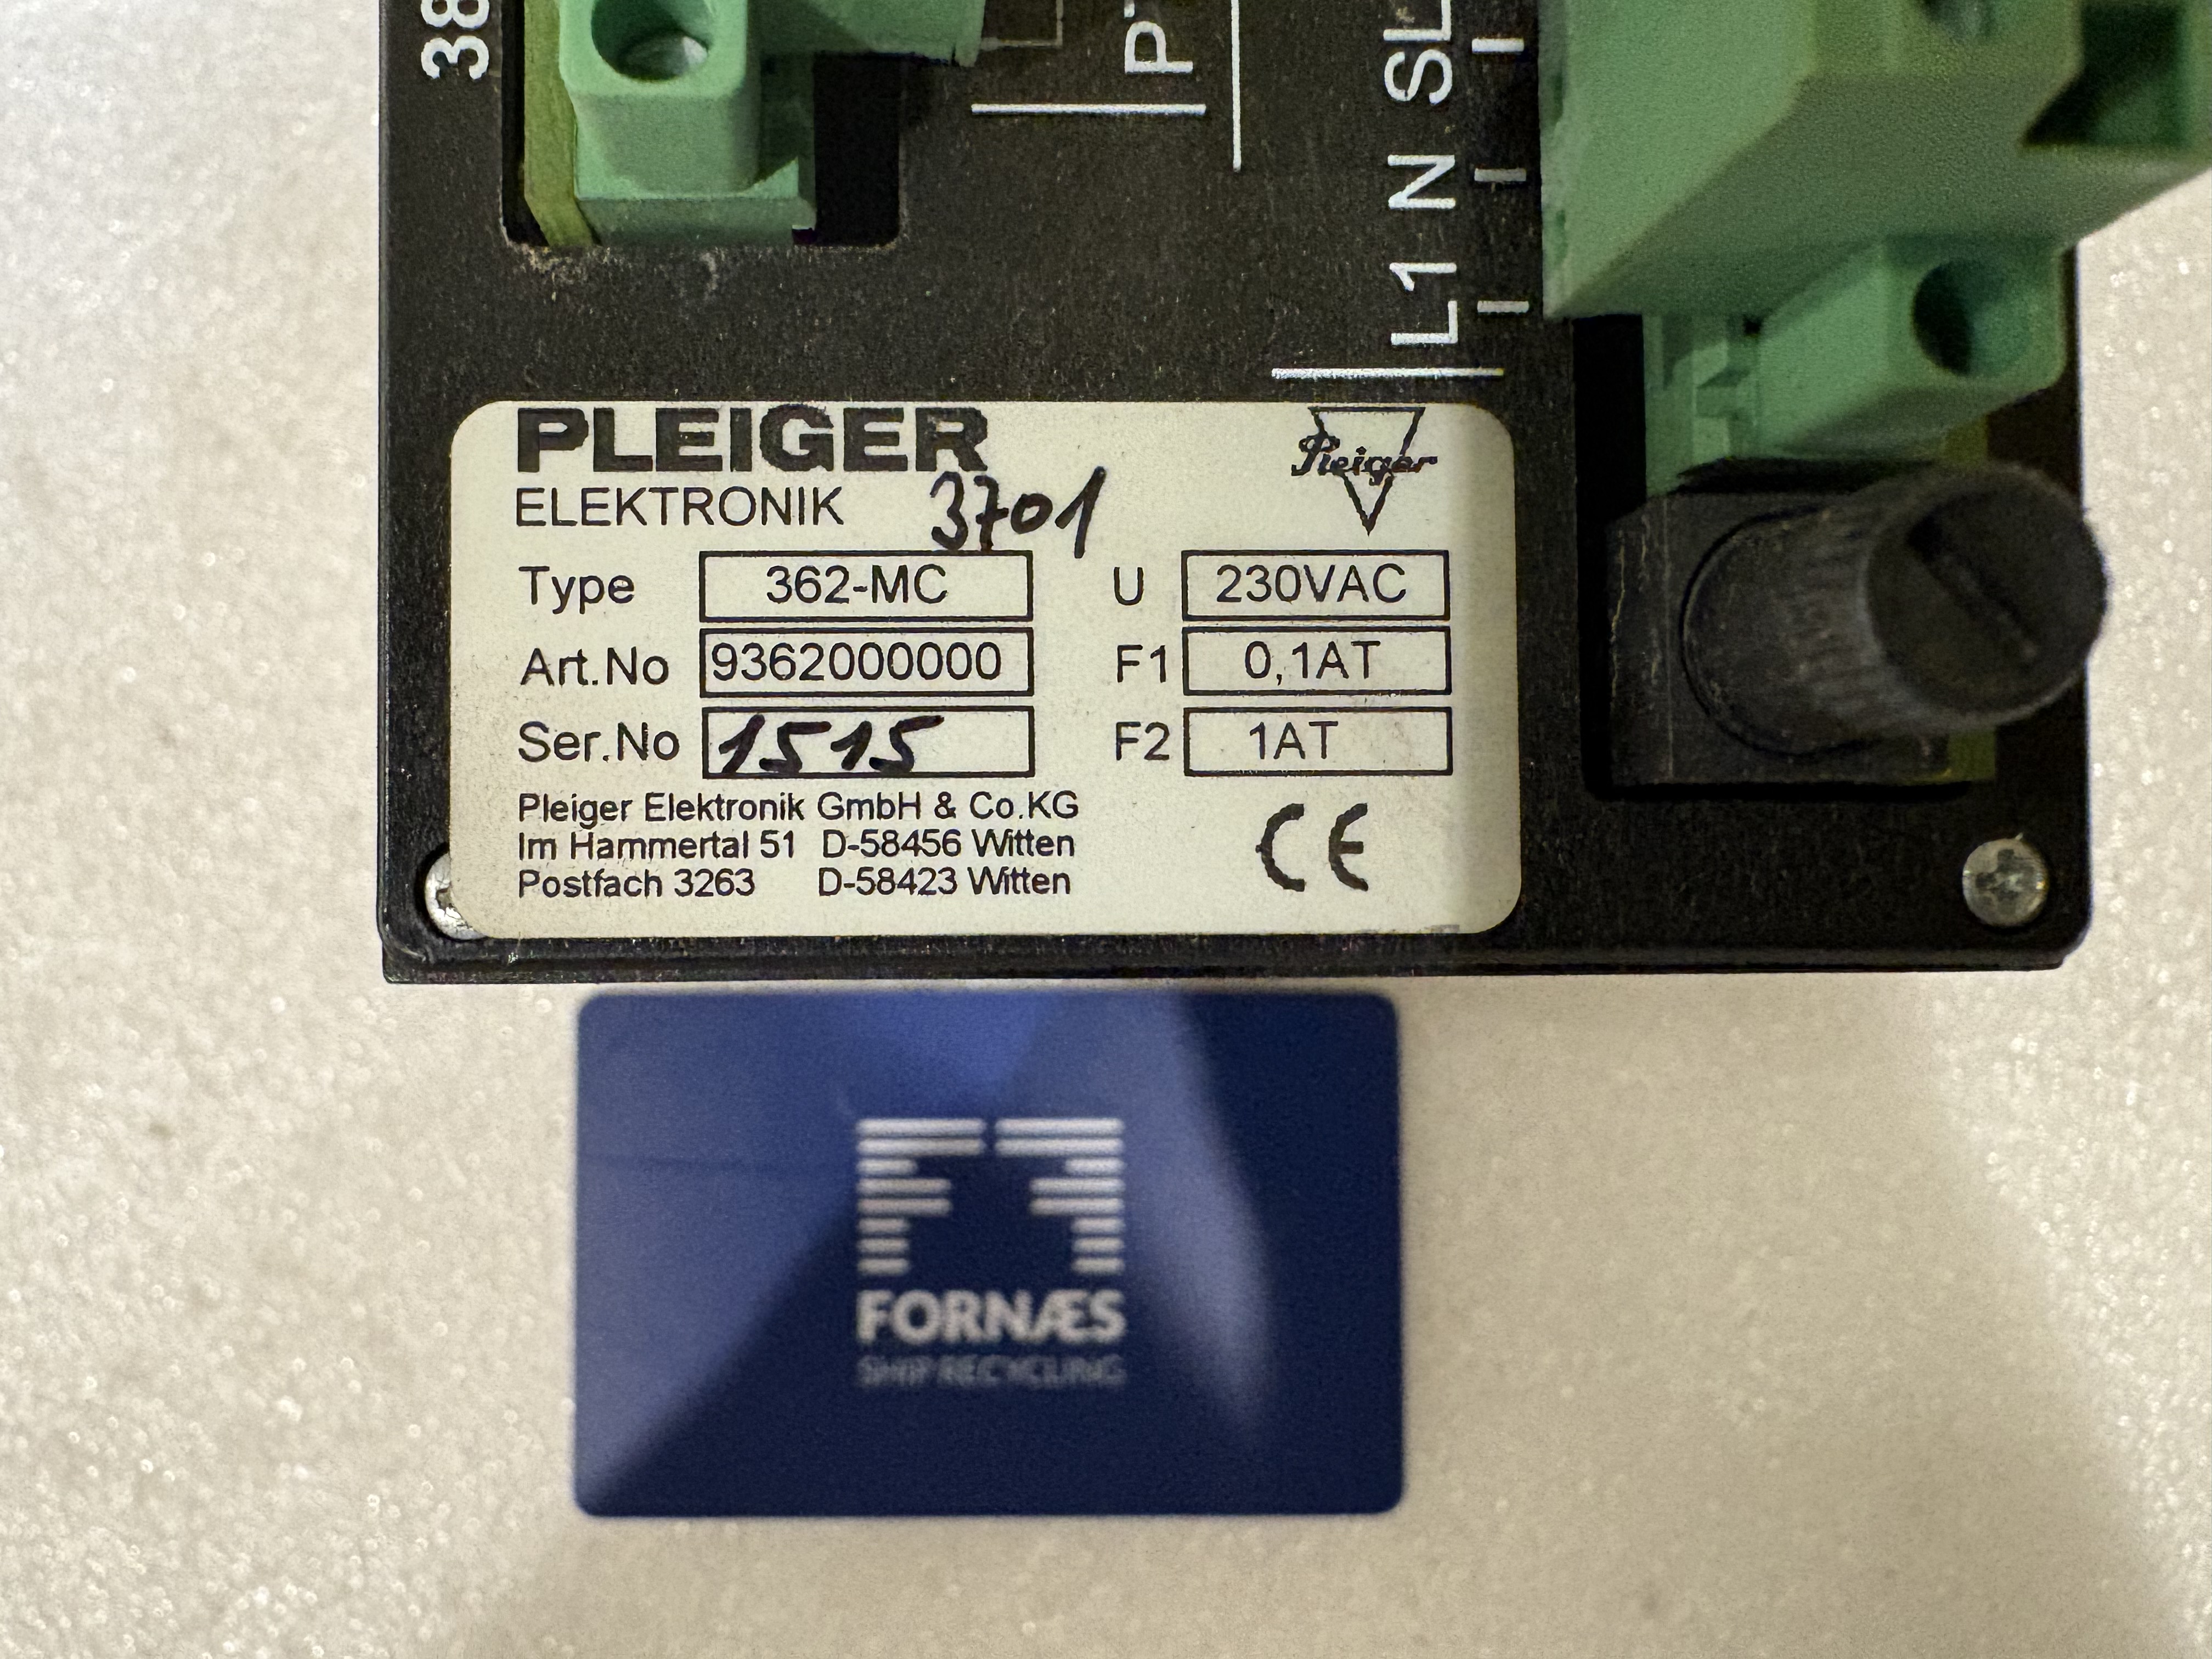 38
P
L1 N SL
PLEIGER
Pleiger
ELEKTRONIK 3701
Type 362-MC U 230VAC
Art.No 9362000000 F1 0,1AT
Ser.No 1515 F2 1AT
Pleiger Elektronik GmbH & Co.KG
Im Hammertal 51 D-58456 Witten
Postfach 3263 D-58423 Witten
CE
FORNÆS
SHIP RECYCLING